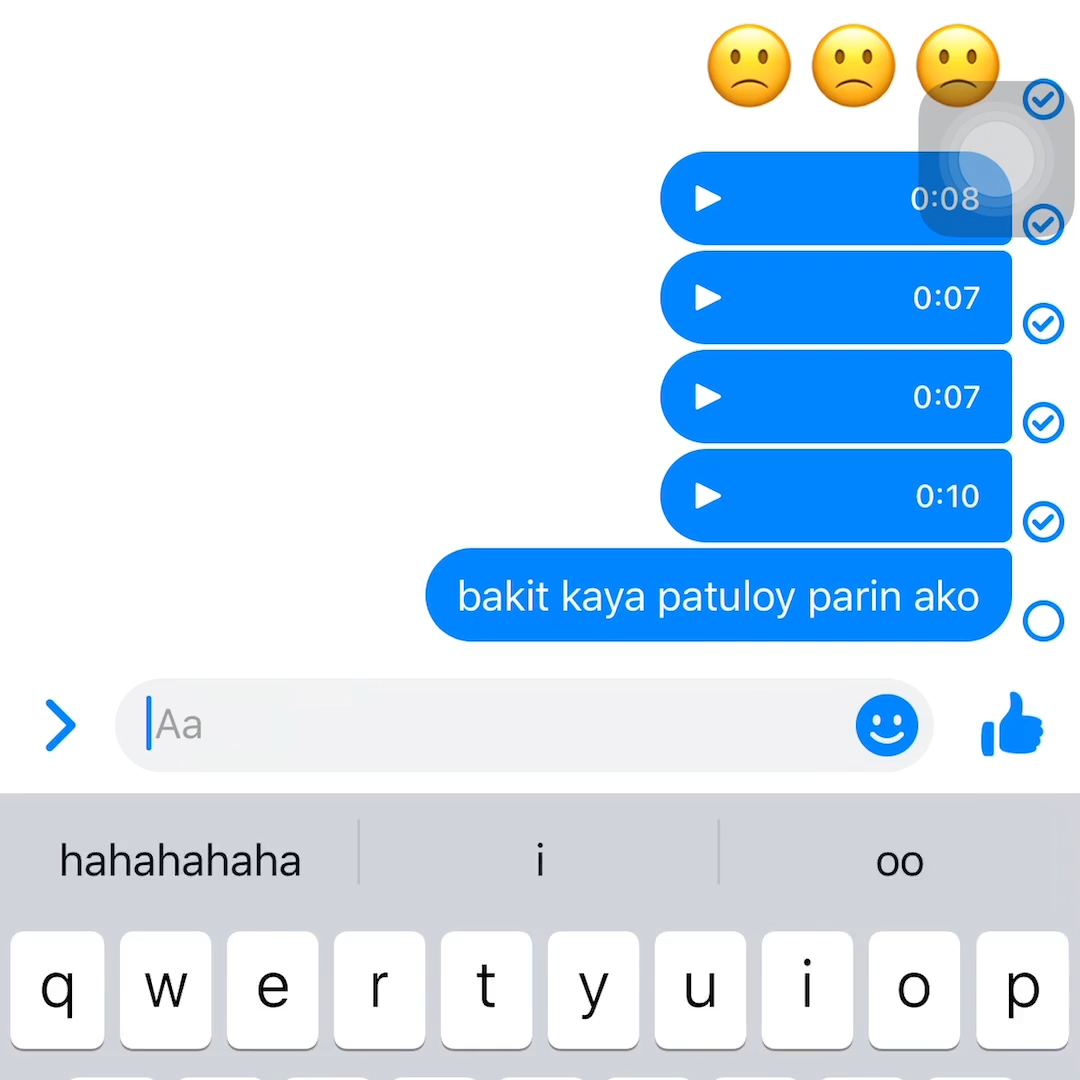 0:08
0:07
0:07
0:10
bakit kaya patuloy parin ako
Aa
hahahahaha i oo
q w e r t y u i o p